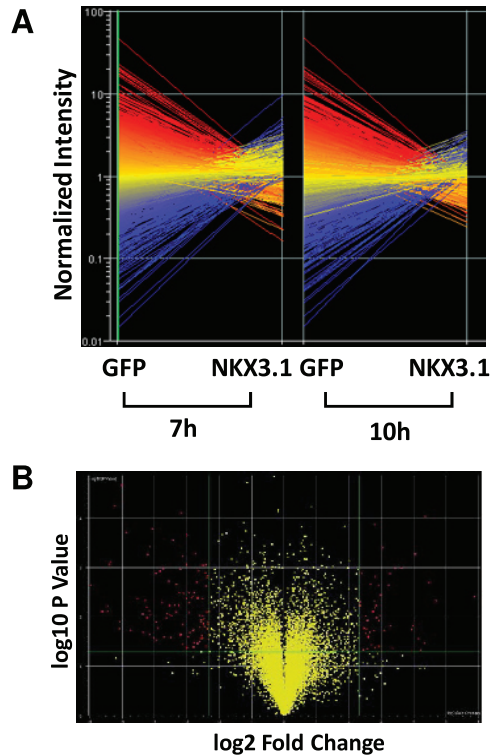 A
Normalized Intensity
100
10
1
0.1
0.01
GFP NKX3.1 GFP NKX3.1
7h 10h
B
log10 P Value
log2 Fold Change